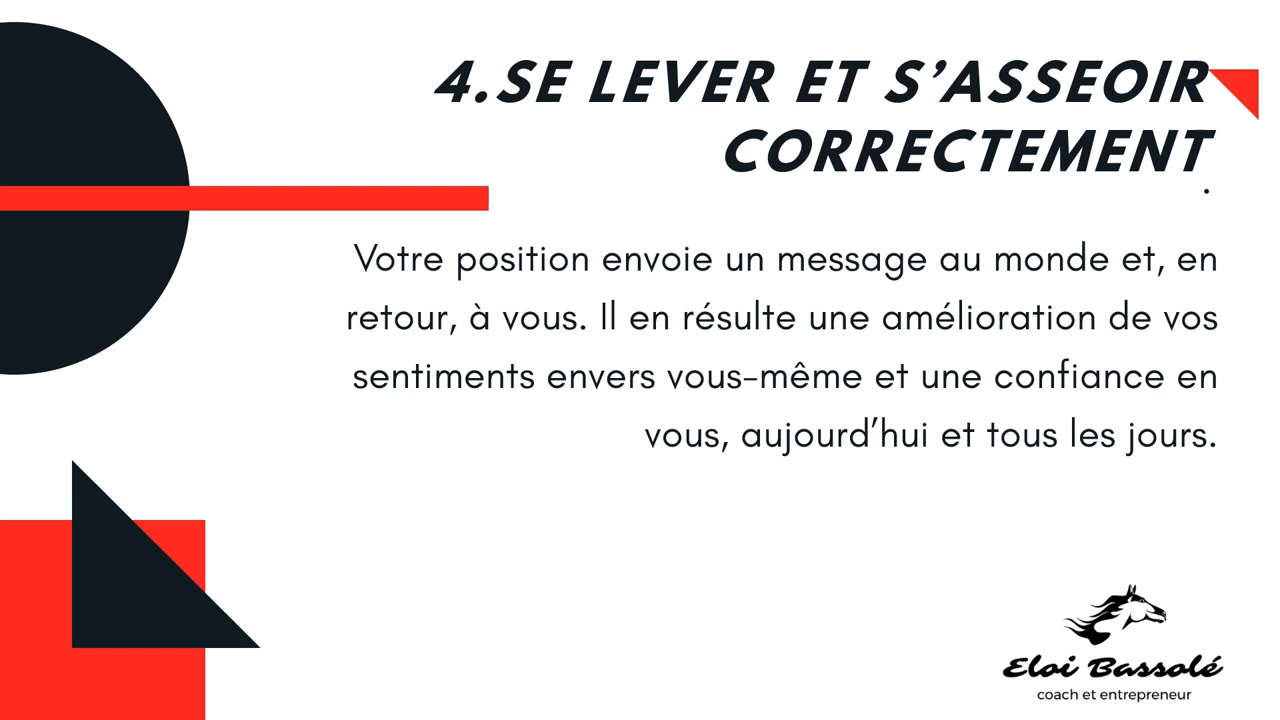 4.SE LEVER ET S’ASSEOIR
CORRECTEMENT
.
Votre position envoie un message au monde et, en
retour, à vous. Il en résulte une amélioration de vos
sentiments envers vous-même et une confiance en
vous, aujourd’hui et tous les jours.
Eloi Bassolé
coach et entrepreneur